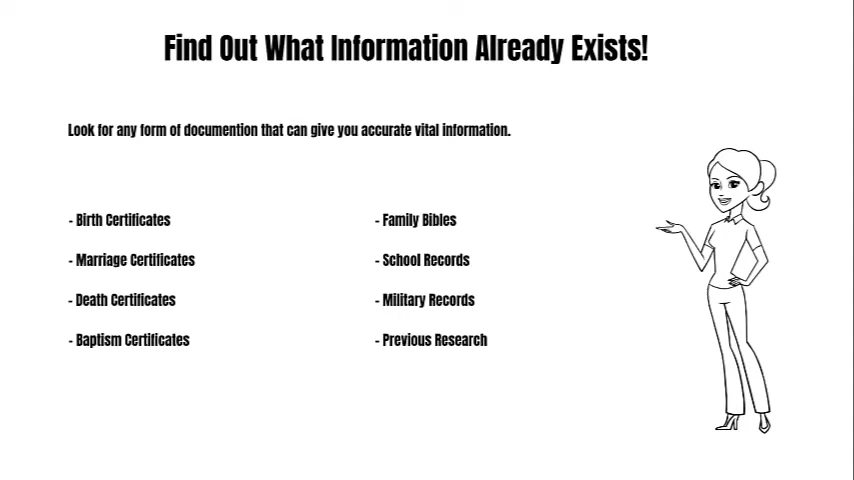 Find Out What Information Already Exists!
Look for any form of documention that can give you accurate vital information.
- Birth Certificates
- Marriage Certificates
- Death Certificates
- Baptism Certificates
- Family Bibles
- School Records
- Military Records
- Previous Research